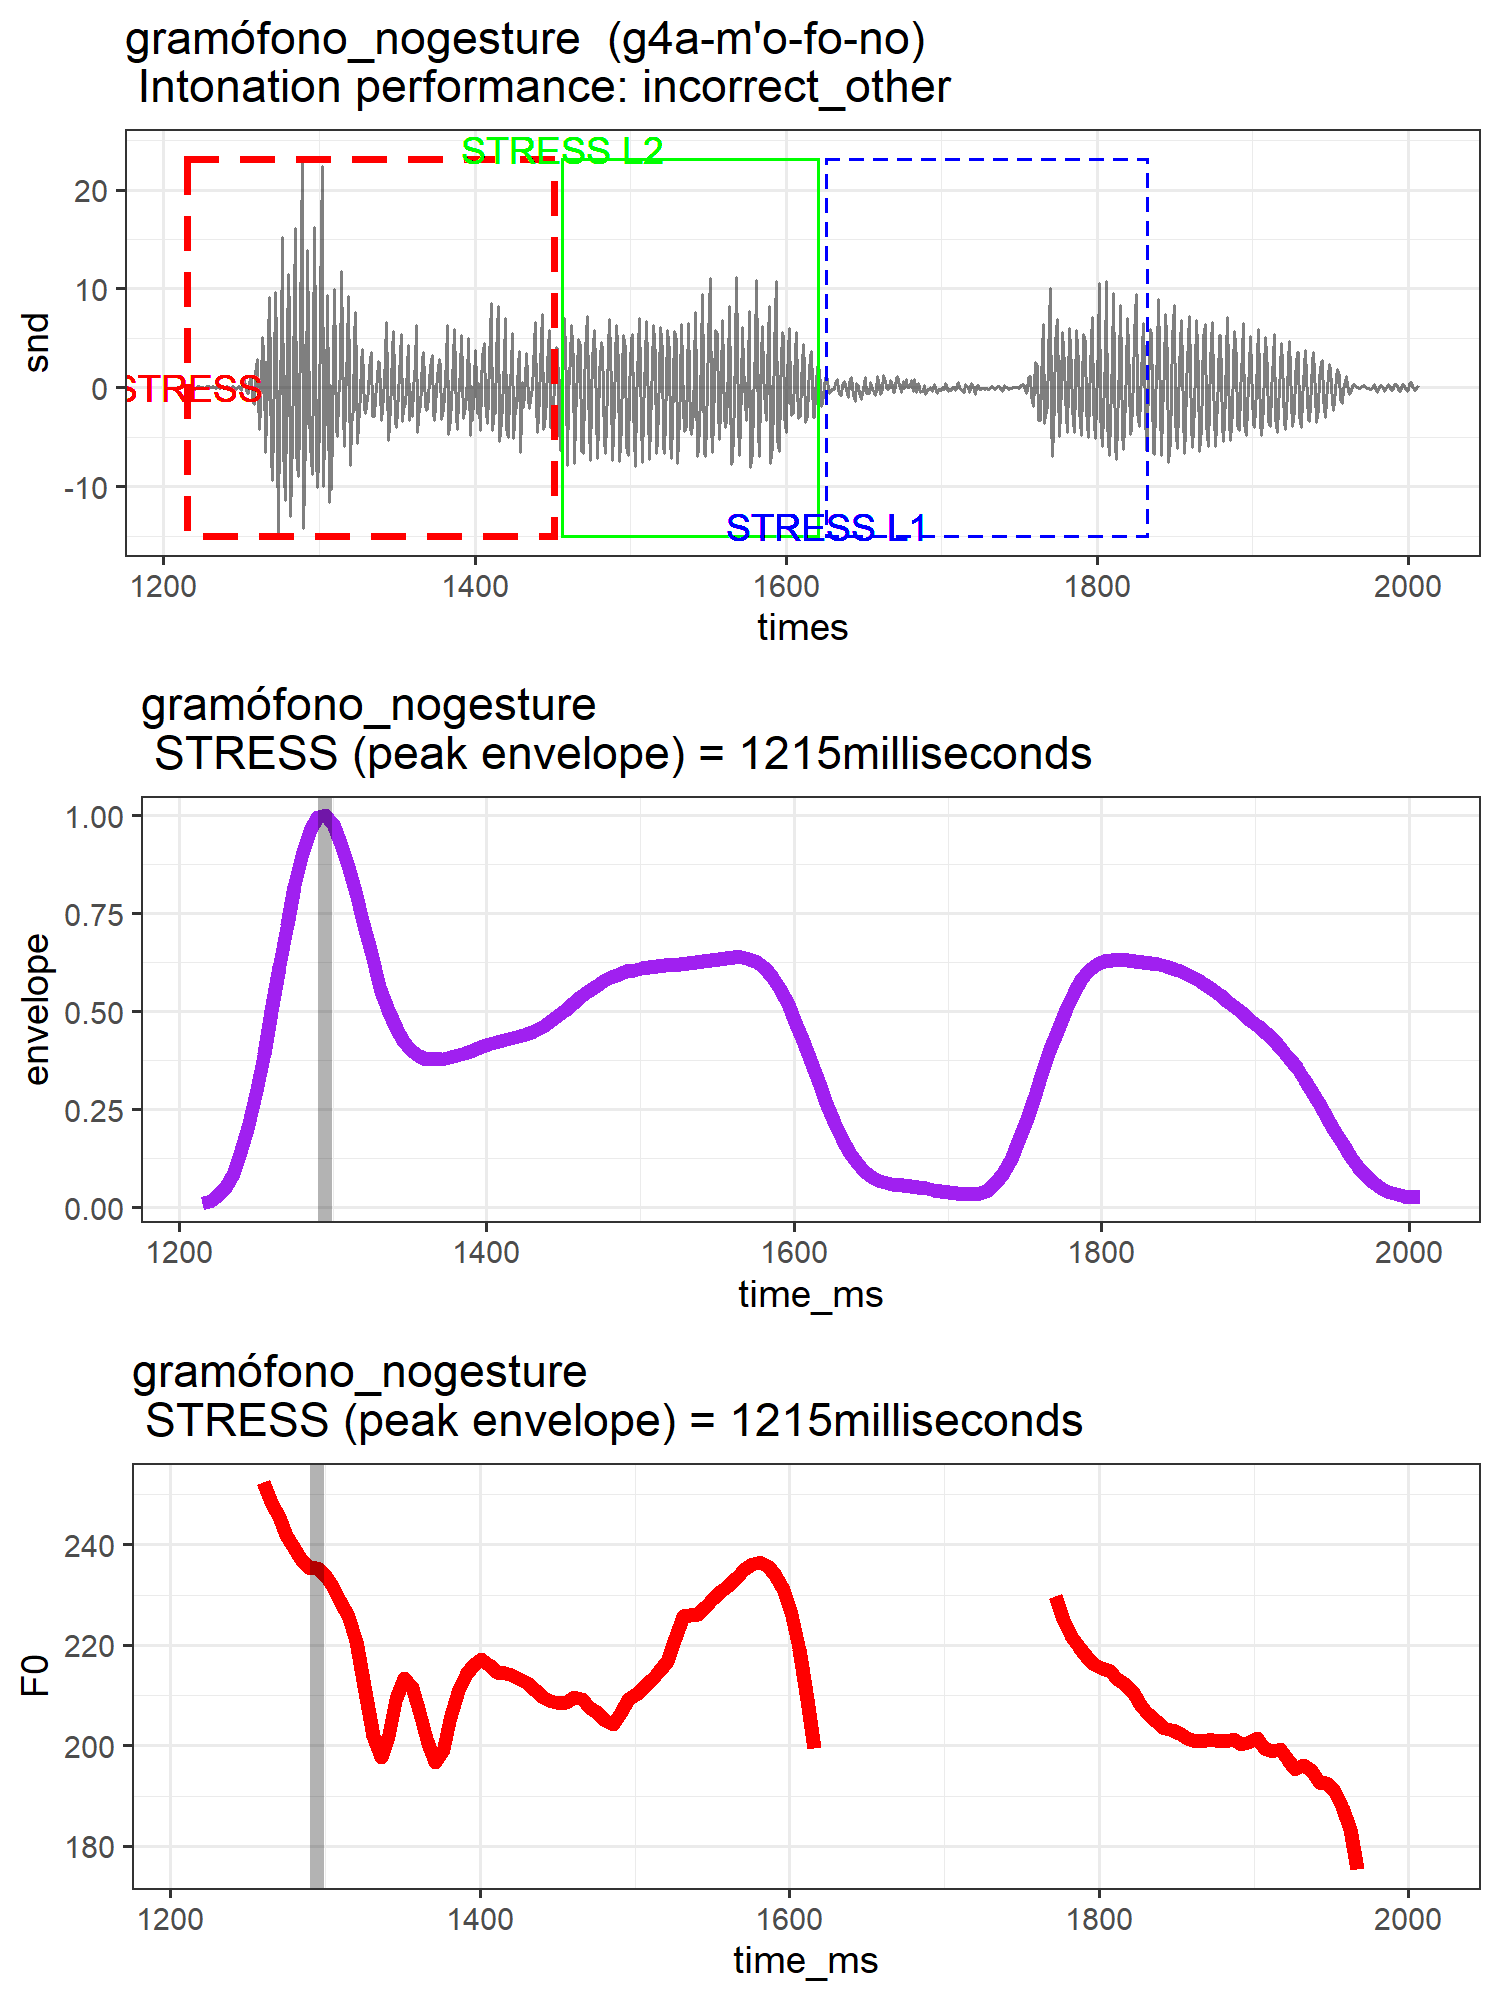 gramófono_nogesture  (g4a-m'o-fo-no)
Intonation performance: incorrect_other
STRESS L2
20
10
snd
0
STRESS
-10
STRESS L1
1200 1400 1600 1800 2000
times
gramófono_nogesture
STRESS (peak envelope) = 1215milliseconds
1.00
0.75
envelope
0.50
0.25
0.00
1200 1400 1600 1800 2000
time_ms
gramófono_nogesture
STRESS (peak envelope) = 1215milliseconds
240
220
F0
200
180
1200 1400 1600 1800 2000
time_ms